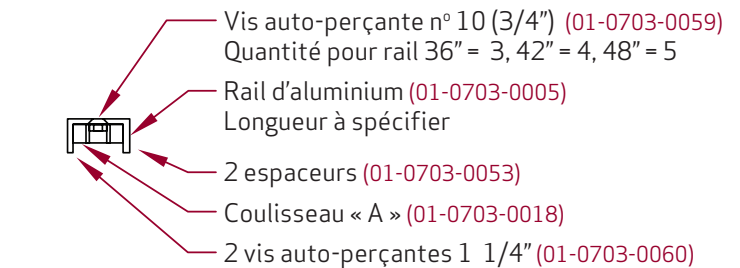 Vis auto-perçante nº 10 (3/4”) (01-0703-0059)
Quantité pour rail 36” = 3, 42” = 4, 48” = 5
Rail d’aluminium (01-0703-0005)
Longueur à spécifier
2 espaceurs (01-0703-0053)
Coulisseau « A » (01-0703-0018)
2 vis auto-perçantes 1 1/4” (01-0703-0060)